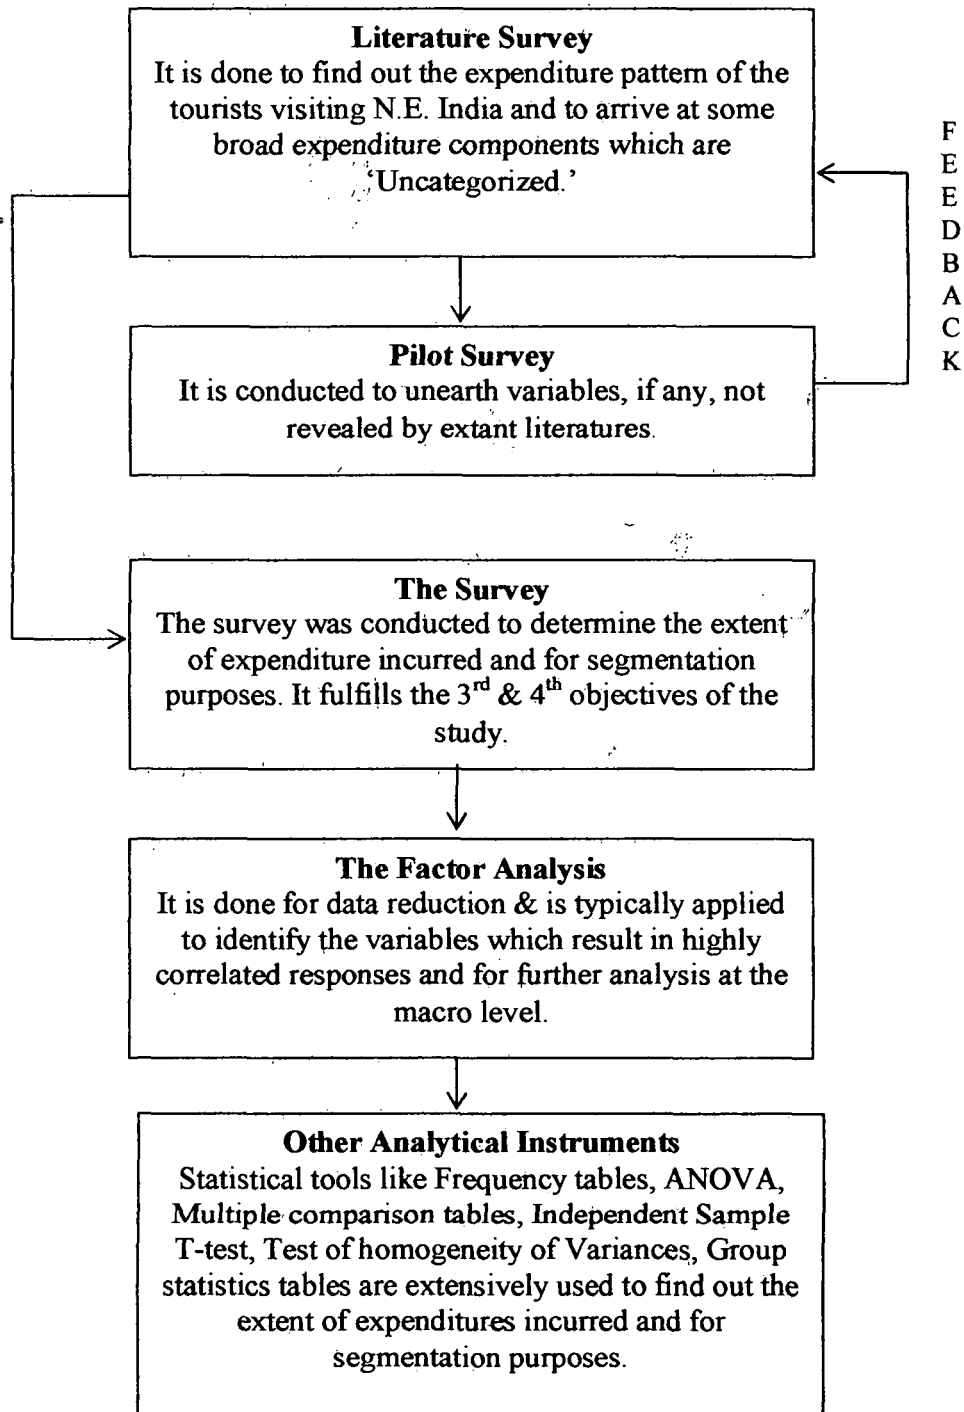 Literature Survey
It is done to find out the expenditure pattern of the
tourists visiting N.E. India and to arrive at some
broad expenditure components which are
‘Uncategorized.’
F
E
E
D
B
A
C
K
Pilot Survey
It is conducted to unearth variables, if any, not
revealed by extant literatures.
The Survey
The survey was conducted to determine the extent
of expenditure incurred and for segmentation
purposes. It fulfills the 3rd & 4th objectives of the
study.
The Factor Analysis
It is done for data reduction & is typically applied
to identify the variables which result in highly
correlated responses and for further analysis at the
macro level.
Other Analytical Instruments
Statistical tools like Frequency tables, ANOVA,
Multiple comparison tables, Independent Sample
T-test, Test of homogeneity of Variances, Group
statistics tables are extensively used to find out the
extent of expenditures incurred and for
segmentation purposes.